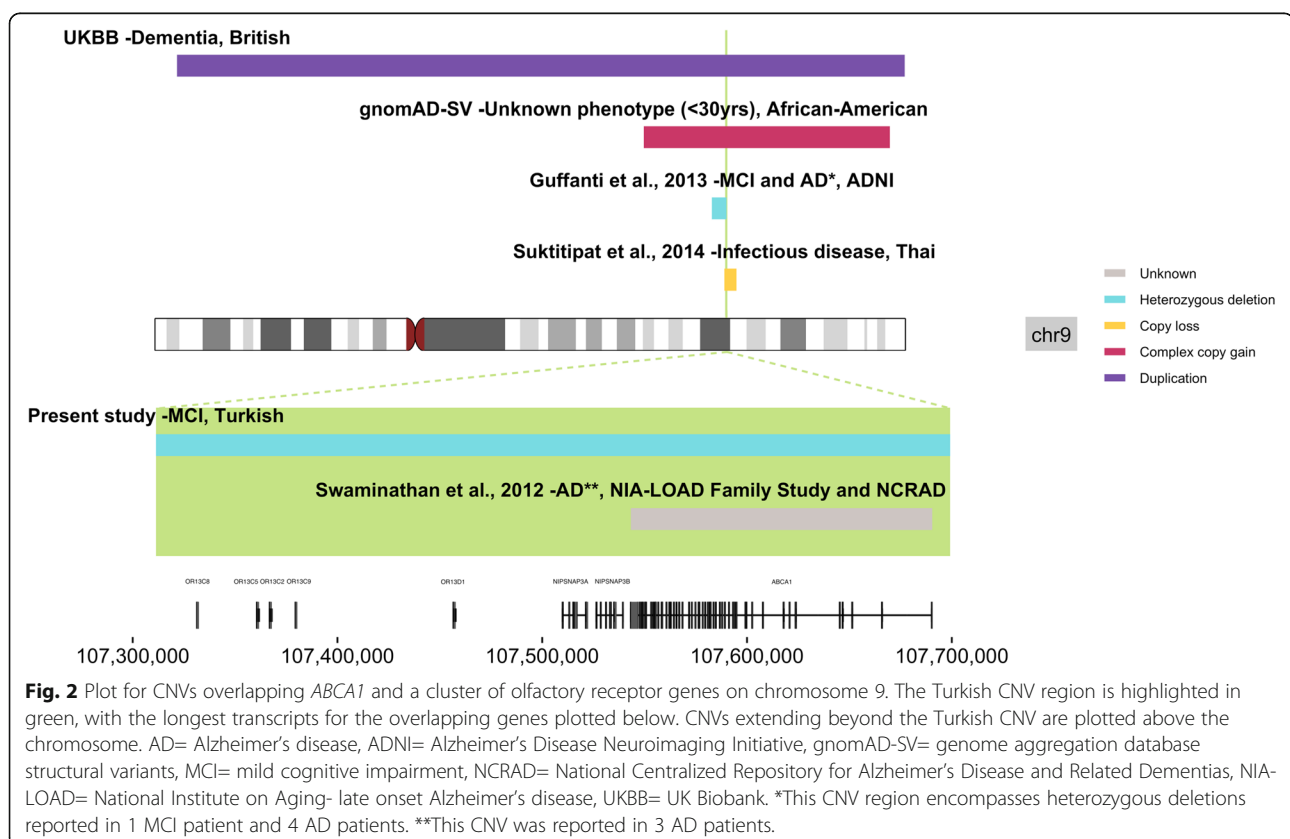 UKBB -Dementia, British
gnomAD-SV -Unknown phenotype (<30yrs), African-American
Guffanti et al., 2013 -MCI and AD*, ADNI
Suktitipat et al., 2014 -Infectious disease, Thai
Unknown
Heterozygous deletion
Copy loss
Complex copy gain
Duplication
chr9
Present study -MCI, Turkish
Swaminathan et al., 2012 -AD**, NIA-LOAD Family Study and NCRAD
OR13C8 OR13C5 OR13C2 OR13C9 OR13D1 NIPSNAP3A NIPSNAP3B ABCA1
107,300,000 107,400,000 107,500,000 107,600,000 107,700,000
Fig. 2 Plot for CNVs overlapping ABCA1 and a cluster of olfactory receptor genes on chromosome 9. The Turkish CNV region is highlighted in
green, with the longest transcripts for the overlapping genes plotted below. CNVs extending beyond the Turkish CNV are plotted above the
chromosome. AD= Alzheimer's disease, ADNI= Alzheimer's Disease Neuroimaging Initiative, gnomAD-SV= genome aggregation database
structural variants, MCI= mild cognitive impairment, NCRAD= National Centralized Repository for Alzheimer's Disease and Related Dementias, NIA-
LOAD= National Institute on Aging- late onset Alzheimer's disease, UKBB= UK Biobank. *This CNV region encompasses heterozygous deletions
reported in 1 MCI patient and 4 AD patients. **This CNV was reported in 3 AD patients.